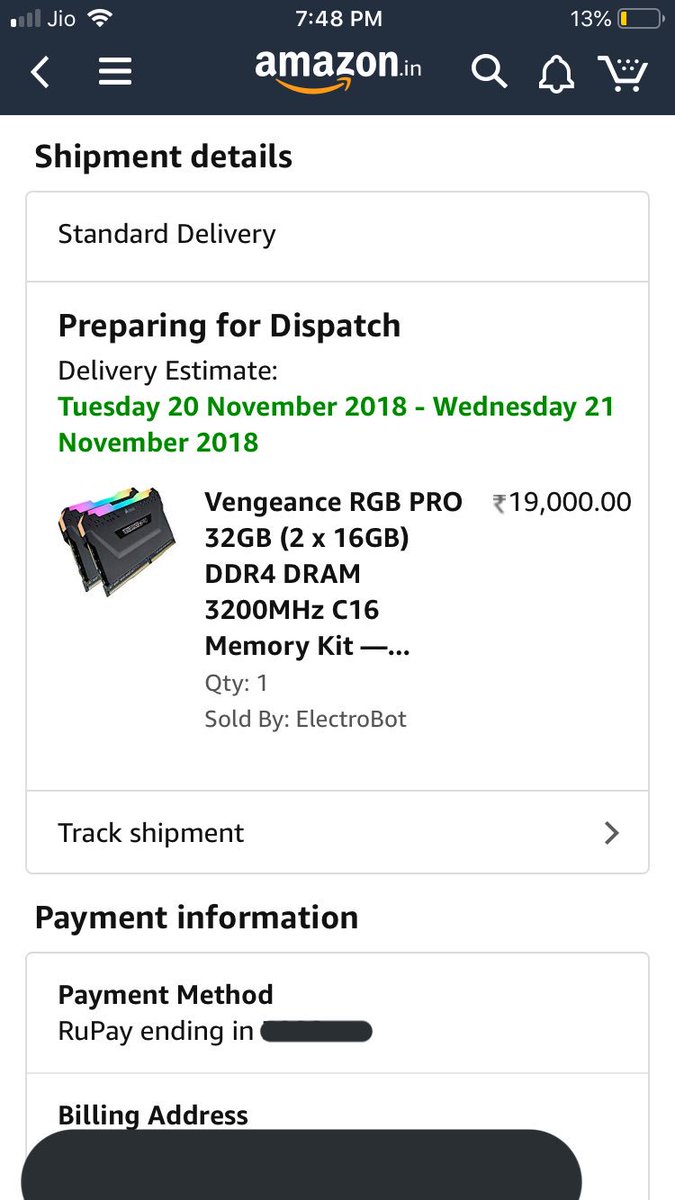 Jio 7:48 PM 13%
amazon.in
Shipment details
Standard Delivery
Preparing for Dispatch
Delivery Estimate:
Tuesday 20 November 2018 - Wednesday 21
November 2018
Vengeance RGB PRO ₹19,000.00
32GB (2 x 16GB)
DDR4 DRAM
3200MHz C16
Memory Kit —...
Qty: 1
Sold By: ElectroBot
Track shipment
Payment information
Payment Method
RuPay ending in
Billing Address